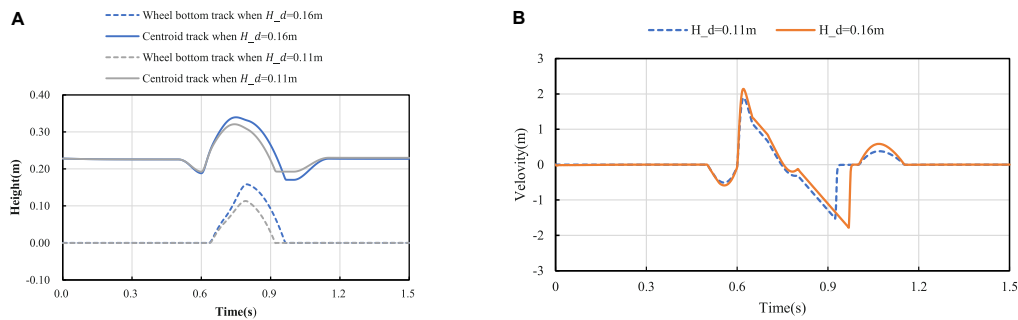 A
Wheel bottom track when H_d=0.16m
Centroid track when H_d=0.16m
Wheel bottom track when H_d=0.11m
Centroid track when H_d=0.11m
0.40
0.30
0.20
0.10
0.00
-0.10
Height(m)
0.0 0.3 0.6 0.9 1.2 1.5
Time(s)
B
H_d=0.11m H_d=0.16m
3
2
1
0
-1
-2
-3
Velovity(m)
0 0.3 0.6 0.9 1.2 1.5
Time(s)